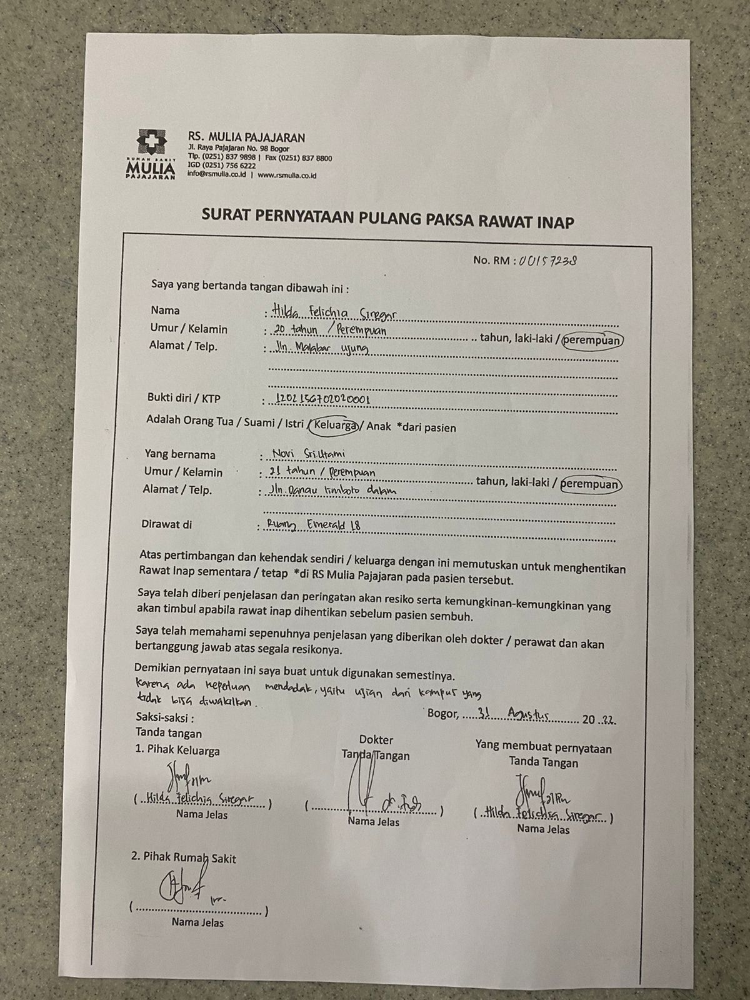 RUMAH SAKIT
MULIA
PAJAJARAN
RS. MULIA PAJAJARAN
Jl. Raya Pajajaran No. 98 Bogor
Tlp. (0251) 837 9898 | Fax (0251) 837 8800
IGD (0251) 756 6222
info@rsmulia.co.id | www.rsmulia.co.id
SURAT PERNYATAAN PULANG PAKSA RAWAT INAP
No. RM : 00157238
Saya yang bertanda tangan dibawah ini :
Nama : Hilda Felichia Siregar
Umur / Kelamin : 20 tahun / Perempuan tahun, laki-laki / perempuan
Alamat / Telp. : Jln. Malabar ujung
Bukti diri / KTP : 1202156702020001
Adalah Orang Tua / Suami / Istri / Keluarga / Anak *dari pasien
Yang bernama : Novi Sri.Utami
Umur / Kelamin : 21 tahun / Perempuan tahun, laki-laki / perempuan
Alamat / Telp. : Jln. Danau limboto dalam
Dirawat di : Ruang Emerald 18
Atas pertimbangan dan kehendak sendiri / keluarga dengan ini memutuskan untuk menghentikan
Rawat Inap sementara / tetap *di RS Mulia Pajajaran pada pasien tersebut.
Saya telah diberi penjelasan dan peringatan akan resiko serta kemungkinan-kemungkinan yang
akan timbul apabila rawat inap dihentikan sebelum pasien sembuh.
Saya telah memahami sepenuhnya penjelasan yang diberikan oleh dokter / perawat dan akan
bertanggung jawab atas segala resikonya.
Demikian pernyataan ini saya buat untuk digunakan semestinya.
Karena ada keperluan mendadak, yaitu ujian dari kampus yang
tidak bisa diwakilkan.
Bogor, 31 Agustus 20 22.
Saksi-saksi :
Tanda tangan
1. Pihak Keluarga
Dokter
Tanda Tangan
Yang membuat pernyataan
Tanda Tangan
( Hilda Felichia Siregar ) ( dr. ) ( Hilda Felichia Siregar )
Nama Jelas Nama Jelas Nama Jelas
2. Pihak Rumah Sakit
( )
Nama Jelas